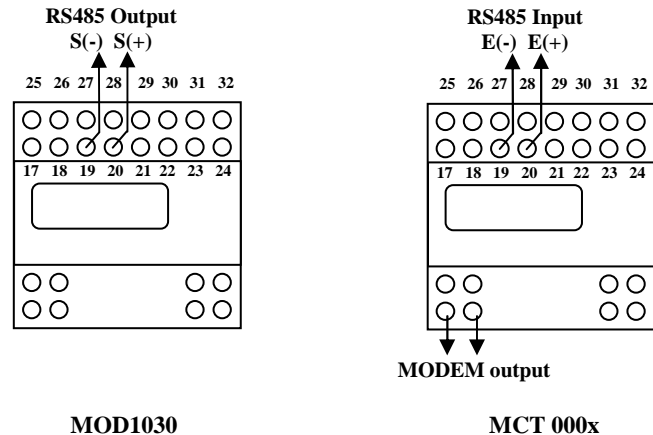 RS485 Output
S(-) S(+)
25 26 27 28 29 30 31 32
17 18 19 20 21 22 23 24
MOD1030
RS485 Input
E(-) E(+)
25 26 27 28 29 30 31 32
17 18 19 20 21 22 23 24
MODEM output
MCT 000x